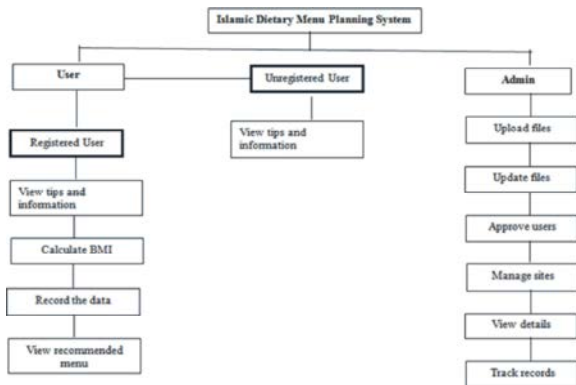 Islamic Dietary Menu Planning System
User
Unregistered User
Admin
View tips and
information
Upload files
Registered User
Update files
View tips and
information
Approve users
Calculate BMI
Manage sites
Record the data
View details
View recommended
menu
Track records